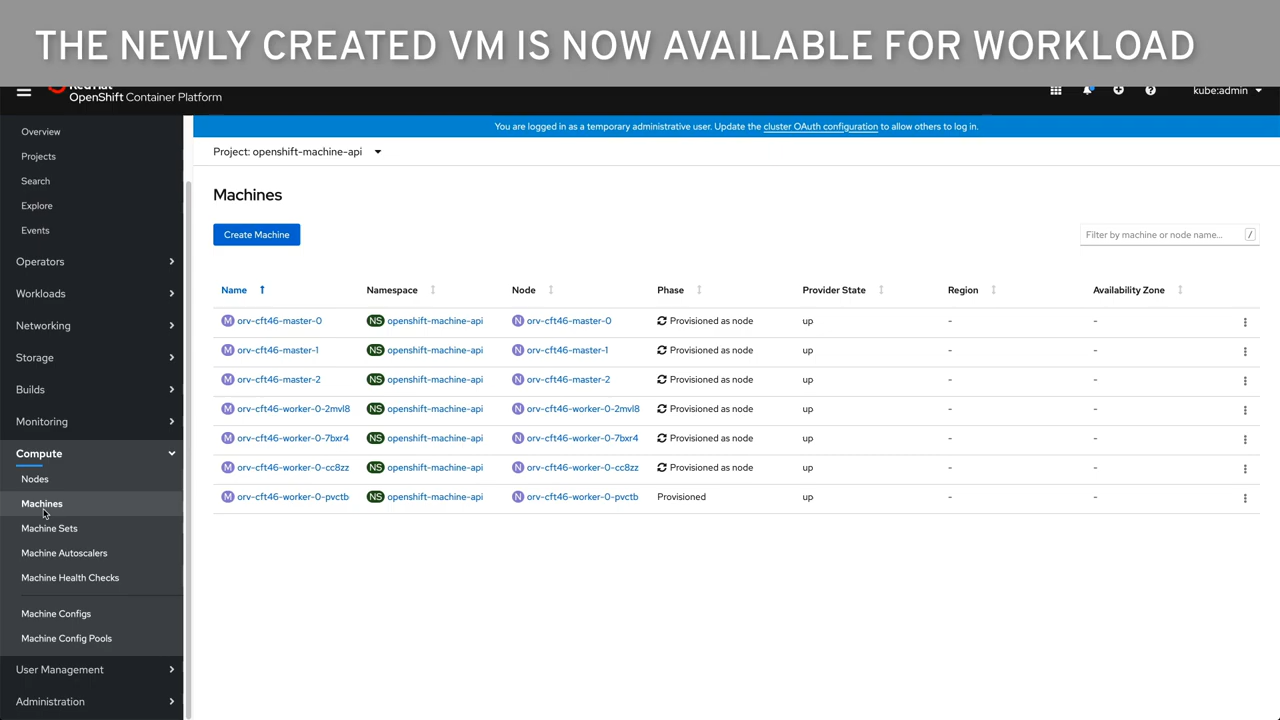 THE NEWLY CREATED VM IS NOW AVAILABLE FOR WORKLOAD
Red Hat
OpenShift Container Platform
kube:admin
You are logged in as a temporary administrative user. Update the cluster OAuth configuration to allow others to log in.
Overview
Projects
Search
Explore
Events
Operators
Workloads
Networking
Storage
Builds
Monitoring
Compute
Nodes
Machines
Machine Sets
Machine Autoscalers
Machine Health Checks
Machine Configs
Machine Config Pools
User Management
Administration
Project: openshift-machine-api
Machines
Create Machine
Filter by machine or node name... /
Name Namespace Node Phase Provider State Region Availability Zone
M orv-cft46-master-0 NS openshift-machine-api N orv-cft46-master-0 Provisioned as node up - -
M orv-cft46-master-1 NS openshift-machine-api N orv-cft46-master-1 Provisioned as node up - -
M orv-cft46-master-2 NS openshift-machine-api N orv-cft46-master-2 Provisioned as node up - -
M orv-cft46-worker-0-2mvl8 NS openshift-machine-api N orv-cft46-worker-0-2mvl8 Provisioned as node up - -
M orv-cft46-worker-0-7bxr4 NS openshift-machine-api N orv-cft46-worker-0-7bxr4 Provisioned as node up - -
M orv-cft46-worker-0-cc8zz NS openshift-machine-api N orv-cft46-worker-0-cc8zz Provisioned as node up - -
M orv-cft46-worker-0-pvctb NS openshift-machine-api N orv-cft46-worker-0-pvctb Provisioned up - -